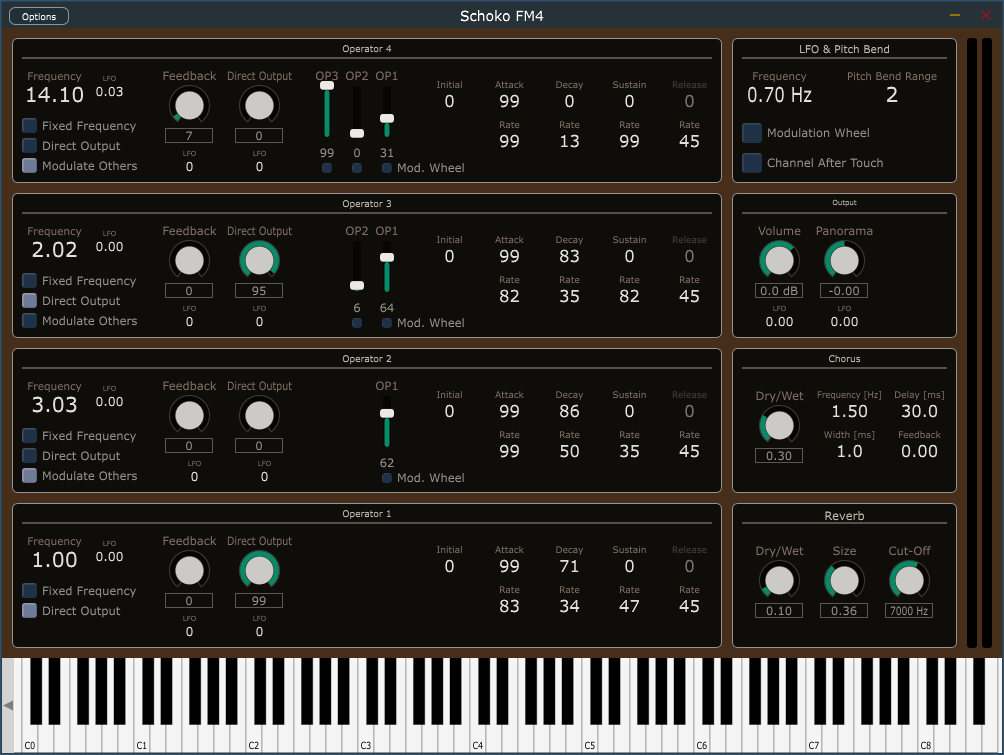 Options
Schoko FM4
Operator 4
Frequency LFO Feedback Direct Output OP3 OP2 OP1 Initial Attack Decay Sustain Release
14.10 0.03 0 99 0 0 0
Fixed Frequency 7 0 Rate Rate Rate Rate
Direct Output LFO LFO 99 0 31 99 13 99 45
Modulate Others 0 0 Mod. Wheel
LFO & Pitch Bend
Frequency Pitch Bend Range
0.70 Hz 2
Modulation Wheel
Channel After Touch
Operator 3
Frequency LFO Feedback Direct Output OP2 OP1 Initial Attack Decay Sustain Release
2.02 0.00 0 99 83 0 0
Fixed Frequency 0 95 Rate Rate Rate Rate
Direct Output LFO LFO 6 64 82 35 82 45
Modulate Others 0 0 Mod. Wheel
Output
Volume Panorama
0.0 dB -0.00
LFO LFO
0.00 0.00
Operator 2
Frequency LFO Feedback Direct Output OP1 Initial Attack Decay Sustain Release
3.03 0.00 0 99 86 0 0
Fixed Frequency 0 0 Rate Rate Rate Rate
Direct Output LFO LFO 62 99 50 35 45
Modulate Others 0 0 Mod. Wheel
Chorus
Dry/Wet Frequency [Hz] Delay [ms]
1.50 30.0
Width [ms] Feedback
0.30 1.0 0.00
Operator 1
Frequency LFO Feedback Direct Output Initial Attack Decay Sustain Release
1.00 0.00 0 99 71 0 0
Fixed Frequency 0 99 Rate Rate Rate Rate
Direct Output LFO LFO 83 34 47 45
0 0
Reverb
Dry/Wet Size Cut-Off
0.10 0.36 7000 Hz
C0 C1 C2 C3 C4 C5 C6 C7 C8